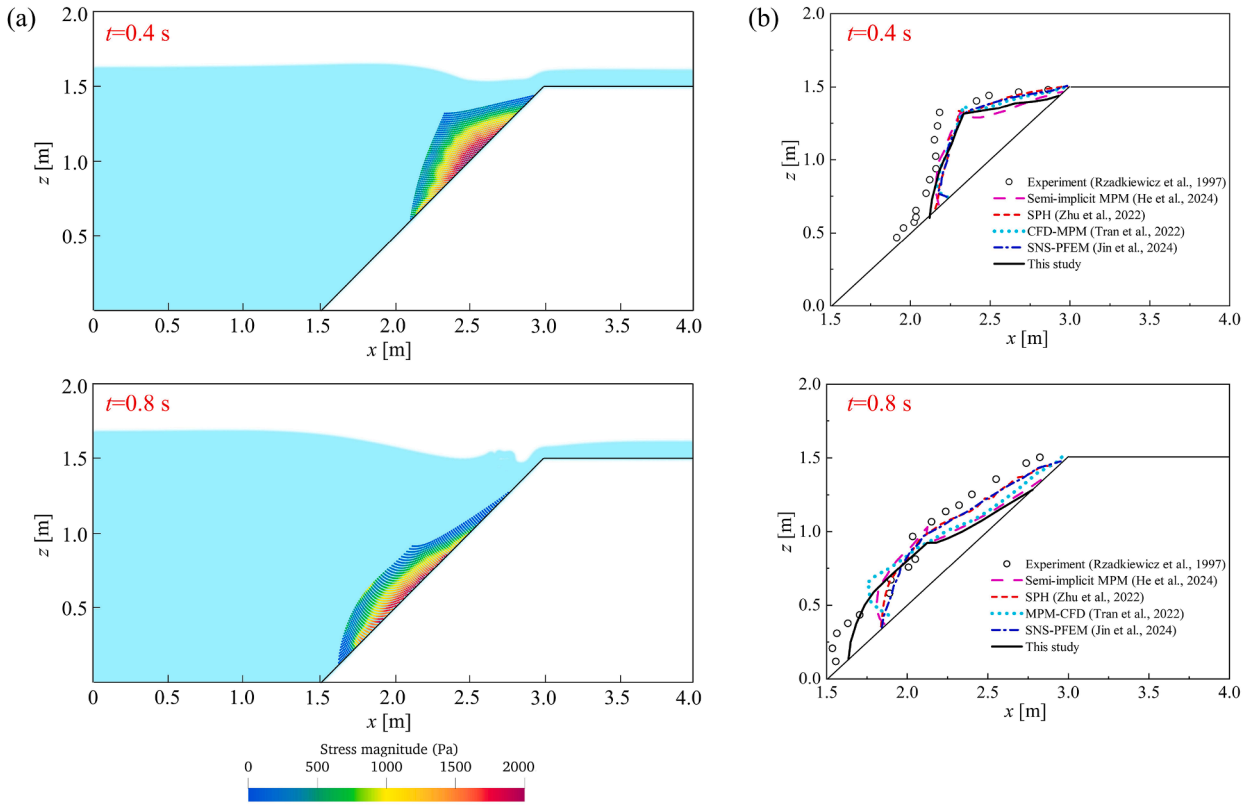 (a)
t=0.4 s
2.0
1.5
1.0
0.5
z [m]
0
0.5
1.0
1.5
2.0
2.5
3.0
3.5
4.0
x [m]
t=0.8 s
2.0
1.5
1.0
0.5
0.0
z [m]
0
0.5
1.0
1.5
2.0
2.5
3.0
3.5
4.0
x [m]
Stress magnitude (Pa)
0 500 1000 1500 2000
(b)
t=0.4 s
2.0
1.5
1.0
0.5
0.0
z [m]
Experiment (Rzadkiewicz et al., 1997)
Semi-implicit MPM (He et al., 2024)
SPH (Zhu et al., 2022)
CFD-MPM (Tran et al., 2022)
SNS-PFEM (Jin et al., 2024)
This study
1.5 2.0 2.5 3.0 3.5 4.0
x [m]
t=0.8 s
2.0
1.5
1.0
0.5
0.0
z [m]
Experiment (Rzadkiewicz et al., 1997)
Semi-implicit MPM (He et al., 2024)
SPH (Zhu et al., 2022)
MPM-CFD (Tran et al., 2022)
SNS-PFEM (Jin et al., 2024)
This study
1.5 2.0 2.5 3.0 3.5 4.0
x [m]